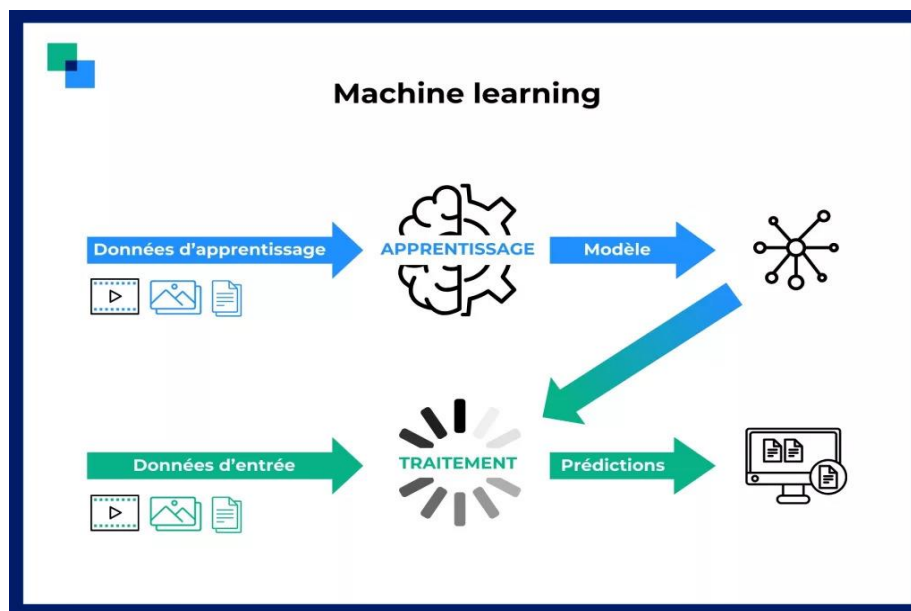 Machine learning
Données d'apprentissage
APPRENTISSAGE
Modèle
Données d'entrée
TRAITEMENT
Prédictions